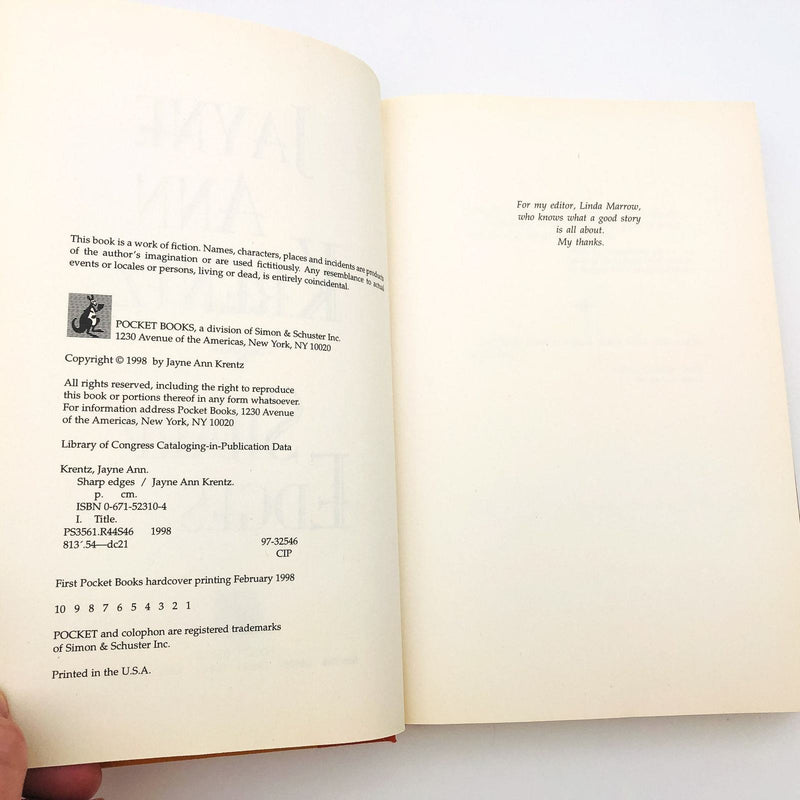 This book is a work of fiction. Names, characters, places and incidents are products
of the author's imagination or are used fictitiously. Any resemblance to actual
events or locales or persons, living or dead, is entirely coincidental.
POCKET BOOKS, a division of Simon & Schuster Inc.
1230 Avenue of the Americas, New York, NY 10020
Copyright © 1998 by Jayne Ann Krentz
All rights reserved, including the right to reproduce
this book or portions thereof in any form whatsoever.
For information address Pocket Books, 1230 Avenue
of the Americas, New York, NY 10020
Library of Congress Cataloging-in-Publication Data
Krentz, Jayne Ann.
Sharp edges / Jayne Ann Krentz.
p. cm.
ISBN 0-671-52310-4
I. Title.
PS3561.R44S46 1998
813'.54—dc21 97-32546
CIP
First Pocket Books hardcover printing February 1998
10 9 8 7 6 5 4 3 2 1
POCKET and colophon are registered trademarks
of Simon & Schuster Inc.
Printed in the U.S.A.
For my editor, Linda Marrow,
who knows what a good story
is all about.
My thanks.